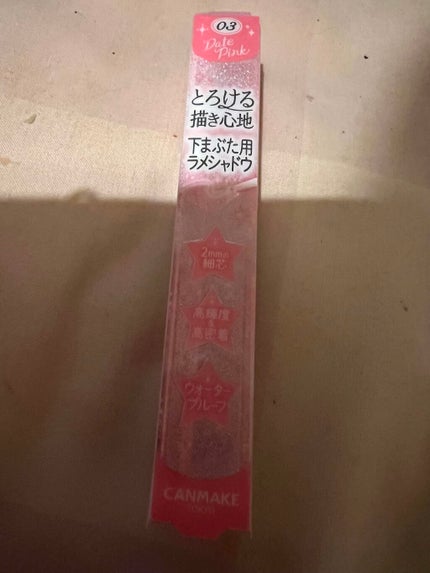 03
Date
Pink
とろける
描き心地
下まぶた用
ラメシャドウ
2mmの
細芯
高輝度
&
高密着
ウォーター
プルーフ
CANMAKE
TOKYO